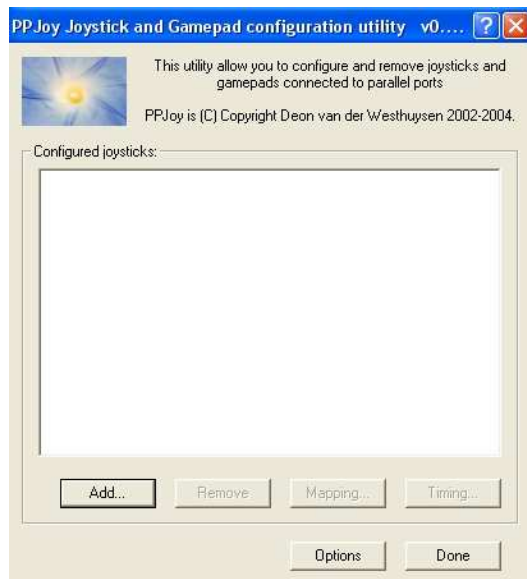 PPJoy Joystick and Gamepad configuration utility v0....
This utility allow you to configure and remove joysticks and
gamepads connected to parallel ports
PPJoy is (C) Copyright Deon van der Westhuysen 2002-2004.
Configured joysticks:
Add... Remove Mapping... Timing...
Options Done